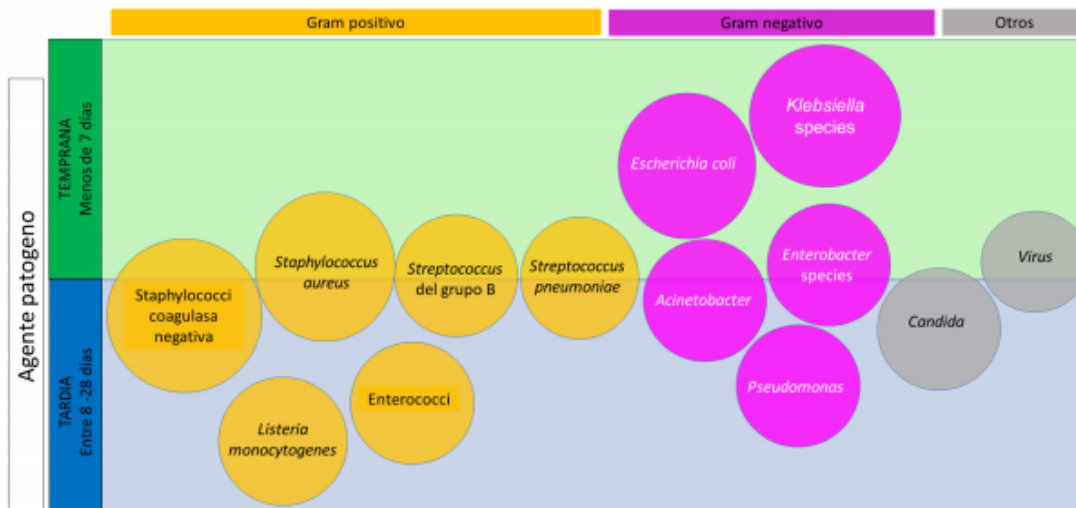 Gram positivo
Gram negativo
Otros
Agente patogeno
TEMPRANA
Menos de 7 días
TARDIA
Entre 8 -28 días
Klebsiella
species
Escherichia coli
Staphylococcus
aureus
Streptococcus
del grupo B
Streptococcus
pneumoniae
Enterobacter
species
Virus
Staphylococci
coagulasa
negativa
Acinetobacter
Candida
Enterococci
Pseudomonas
Listeria
monocytogenes